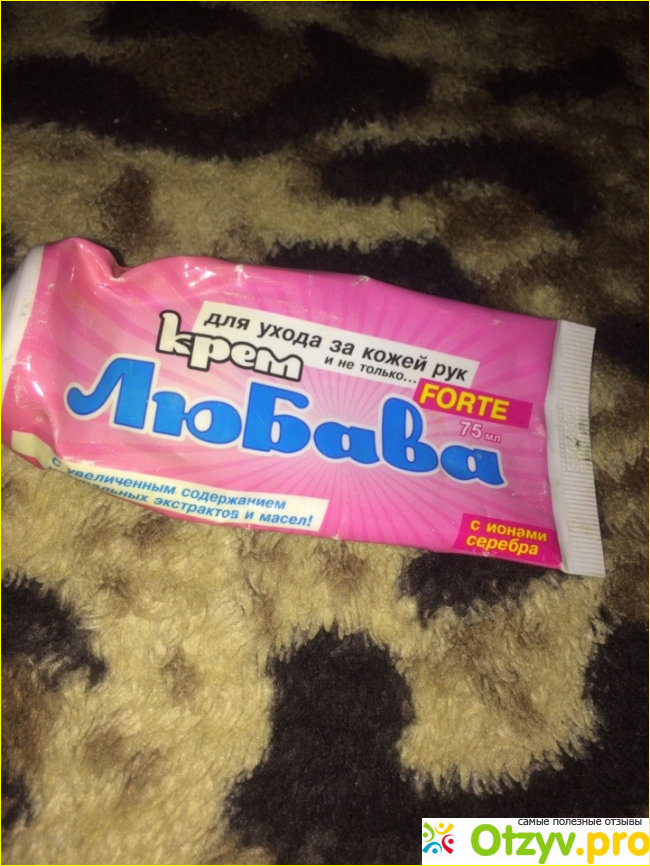 для ухода за кожей рук
и не только...
крем
ЛюБава
FORTE
75 мл
с увеличенным содержанием
экстрактов и масел!
с ионами
серебра
самые полезные отзывы
Otzyv.pro